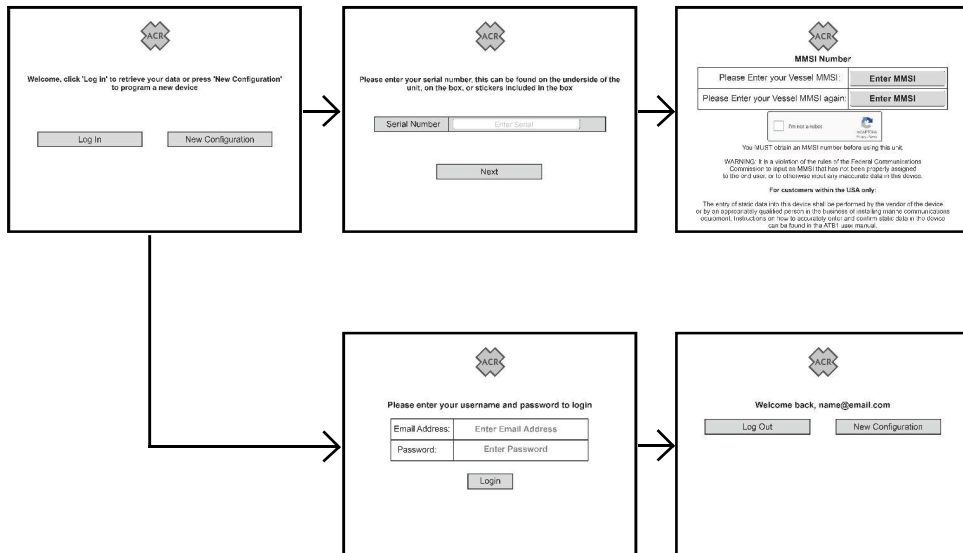 ACR
Welcome, click 'Log in' to retrieve your data or press 'New Configuration'
to program a new device
Log In
New Configuration
ACR
Please enter your serial number, this can be found on the underside of the
unit, on the box, or stickers included in the box
Serial Number
Enter Serial
Next
ACR
MMSI Number
Please Enter your Vessel MMSI:
Enter MMSI
Please Enter your Vessel MMSI again:
Enter MMSI
I'm not a robot
reCAPTCHA
You MUST obtain an MMSI number before using this unit.
WARNING: It is a violation of the rules of the Federal Communications
Commission to input an MMSI that has not been properly assigned
to the end user, or to otherwise input any inaccurate data in this device.
For customers within the USA only:
The entry of static data into this device shall be performed by the vendor of the device
or by an appropriately qualified person in the business of installing marine communications
equipment. Instructions on how to accurately enter and confirm static data in the device
can be found in the ATB1 user manual.
ACR
Please enter your username and password to login
Email Address:
Enter Email Address
Password:
Enter Password
Login
ACR
Welcome back, name@email.com
Log Out
New Configuration